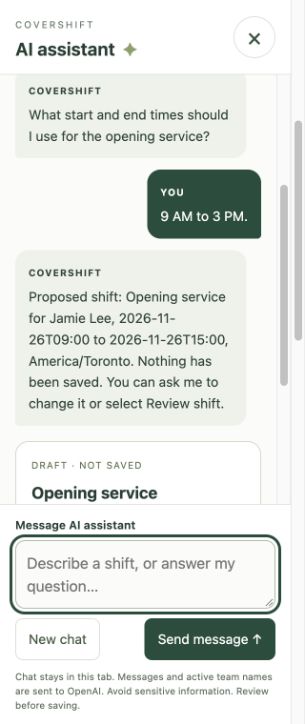 COVERSHIFT
AI assistant
COVERSHIFT
What start and end times should
I use for the opening service?
YOU
9 AM to 3 PM.
COVERSHIFT
Proposed shift: Opening service
for Jamie Lee, 2026-11-
26T09:00 to 2026-11-26T15:00,
America/Toronto. Nothing has
been saved. You can ask me to
change it or select Review shift.
DRAFT · NOT SAVED
Opening service
Message AI assistant
Describe a shift, or answer my
question...
New chat
Send message ↑
Chat stays in this tab. Messages and active team names
are sent to OpenAI. Avoid sensitive information. Review
before saving.